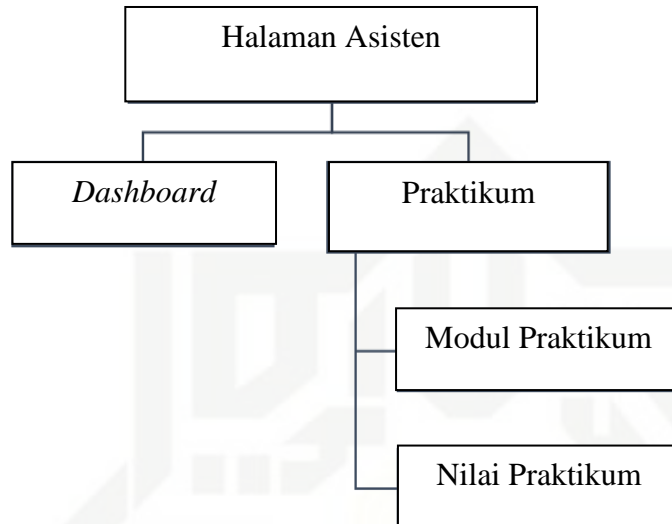 Halaman Asisten
Dashboard
Praktikum
Modul Praktikum
Nilai Praktikum